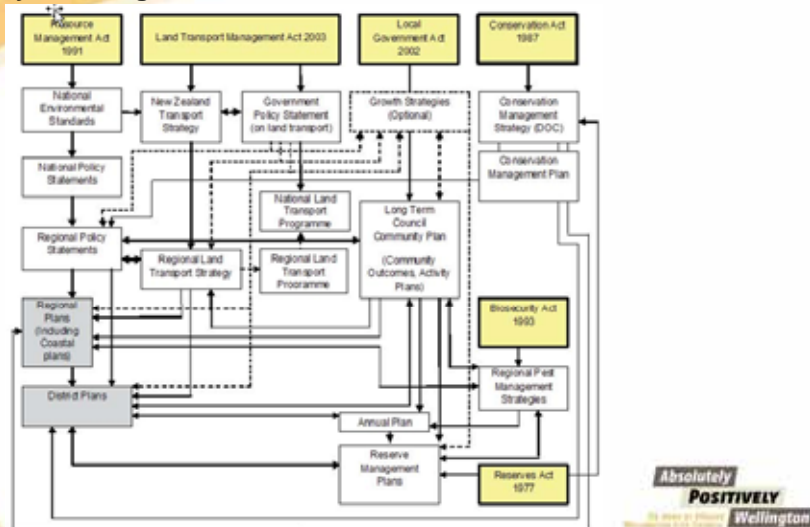 Resource
Management Act
1991
Land Transport Management Act 2003
Local
Government Act
2002
Conservation Act
1987
National
Environmental
Standards
New Zealand
Transport
Strategy
Government
Policy Statement
(on land transport)
Growth Strategies
(Optional)
Conservation
Management
Strategy (DOC)
National Policy
Statements
Conservation
Management Plan
National Land
Transport
Programme
Long Term
Council
Community Plan
(Community
Outcomes, Activity
Plans)
Regional Policy
Statements
Regional Land
Transport Strategy
Regional Land
Transport
Programme
Regional
Plans
(Including
Coastal
plans)
Biosecurity Act
1993
Regional Pest
Management
Strategies
District Plans
Annual Plan
Reserve
Management
Plans
Reserves Act
1977
Absolutely
POSITIVELY
Wellington